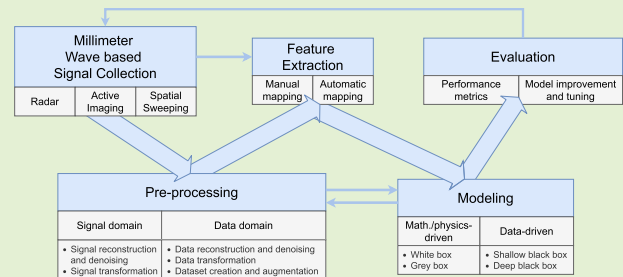 Millimeter
Wave based
Signal Collection
Radar
Active
Imaging
Spatial
Sweeping
Feature
Extraction
Manual
mapping
Automatic
mapping
Evaluation
Performance
metrics
Model improvement
and tuning
Pre-processing
Signal domain
Data domain
• Signal reconstruction
and denoising
• Signal transformation
• Data reconstruction and denoising
• Data transformation
• Dataset creation and augmentation
Modeling
Math./physics-
driven
Data-driven
• White box
• Grey box
• Shallow black box
• Deep black box